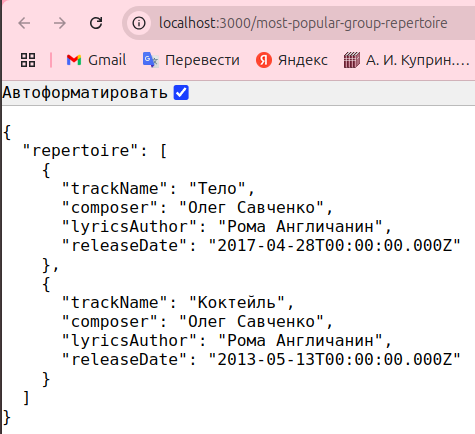 localhost:3000/most-popular-group-repertoire
Gmail Перевести Яндекс А. И. Куприн....
Автоформатировать
{
  "repertoire": [
    {
      "trackName": "Тело",
      "composer": "Олег Савченко",
      "lyricsAuthor": "Рома Англичанин",
      "releaseDate": "2017-04-28T00:00:00.000Z"
    },
    {
      "trackName": "Коктейль",
      "composer": "Олег Савченко",
      "lyricsAuthor": "Рома Англичанин",
      "releaseDate": "2013-05-13T00:00:00.000Z"
    }
  ]
}